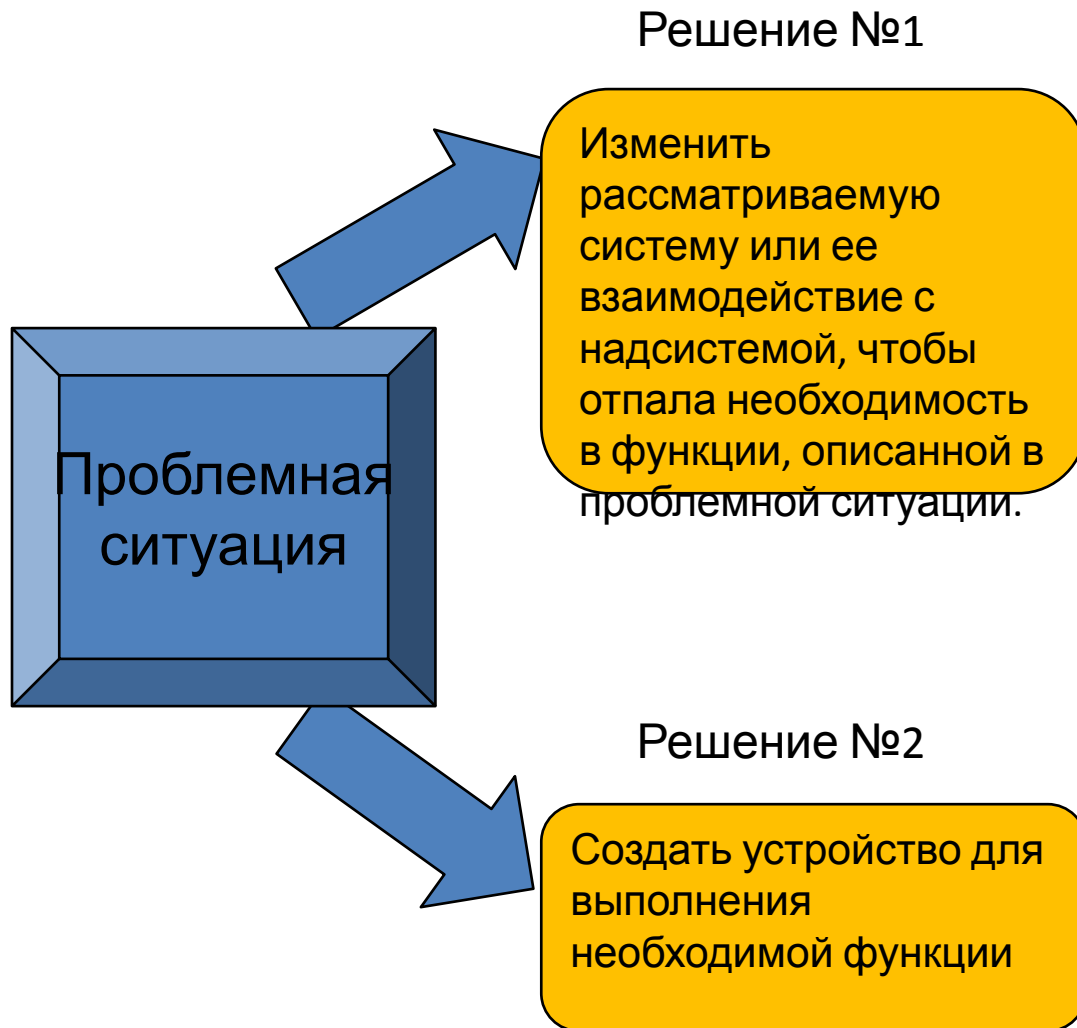 Решение №1
Изменить
рассматриваемую
систему или ее
взаимодействие с
надсистемой, чтобы
отпала необходимость
в функции, описанной в
проблемной ситуации.
Проблемная
ситуация
Решение №2
Создать устройство для
выполнения
необходимой функции